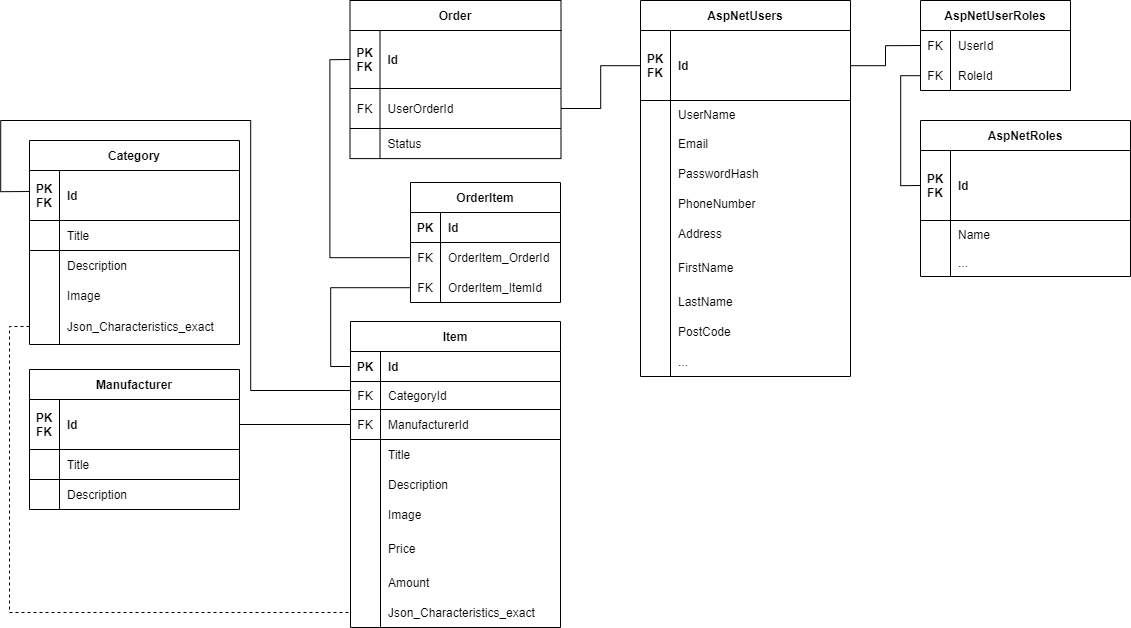 Order
PK
FK
Id
FK
UserOrderId
Status
AspNetUsers
PK
FK
Id
UserName
Email
PasswordHash
PhoneNumber
Address
FirstName
LastName
PostCode
...
AspNetUserRoles
FK
UserId
FK
RoleId
AspNetRoles
PK
FK
Id
Name
...
Category
PK
FK
Id
Title
Description
Image
Json_Characteristics_exact
OrderItem
PK
Id
FK
OrderItem_OrderId
FK
OrderItem_ItemId
Manufacturer
PK
FK
Id
Title
Description
Item
PK
Id
FK
CategoryId
FK
ManufacturerId
Title
Description
Image
Price
Amount
Json_Characteristics_exact